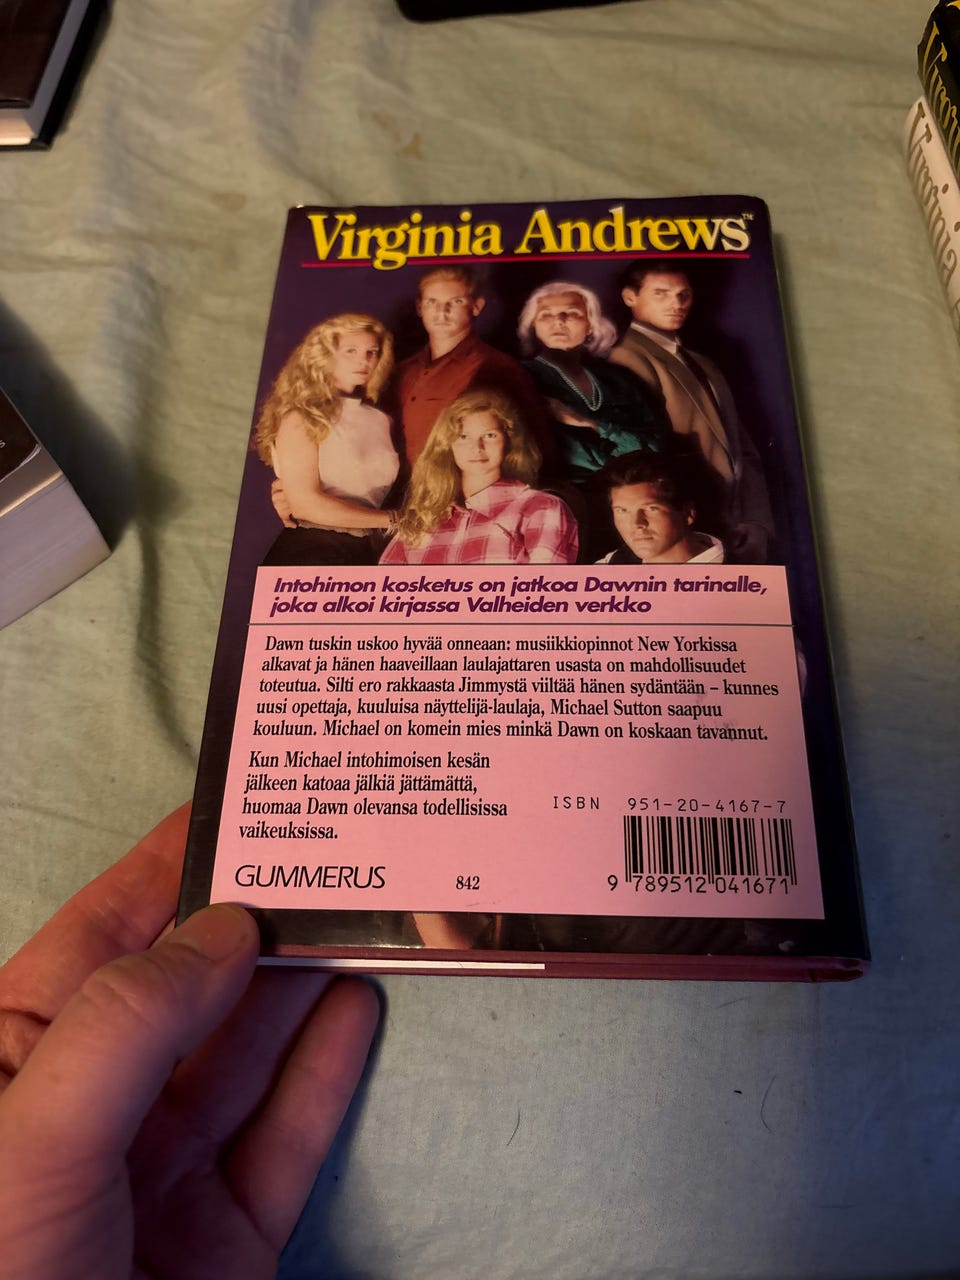 Virginia Andrews™
Intohimon kosketus on jatkoa Dawnin tarinalle,
joka alkoi kirjassa Valheiden verkko
Dawn tuskin uskoo hyvää onneaan: musiikkiopinnot New Yorkissa
alkavat ja hänen haaveillaan laulajattaren usasta on mahdollisuudet
toteutua. Silti ero rakkaasta Jimmystä viiltää hänen sydäntään – kunnes
uusi opettaja, kuuluisa näyttelijä-laulaja, Michael Sutton saapuu
kouluun. Michael on komein mies minkä Dawn on koskaan tavannut.
Kun Michael intohimoisen kesän
jälkeen katoaa jälkiä jättämättä,
huomaa Dawn olevansa todellisissa
vaikeuksissa.
ISBN 951-20-4167-7
9 789512 041671
GUMMERUS
842
Virginia